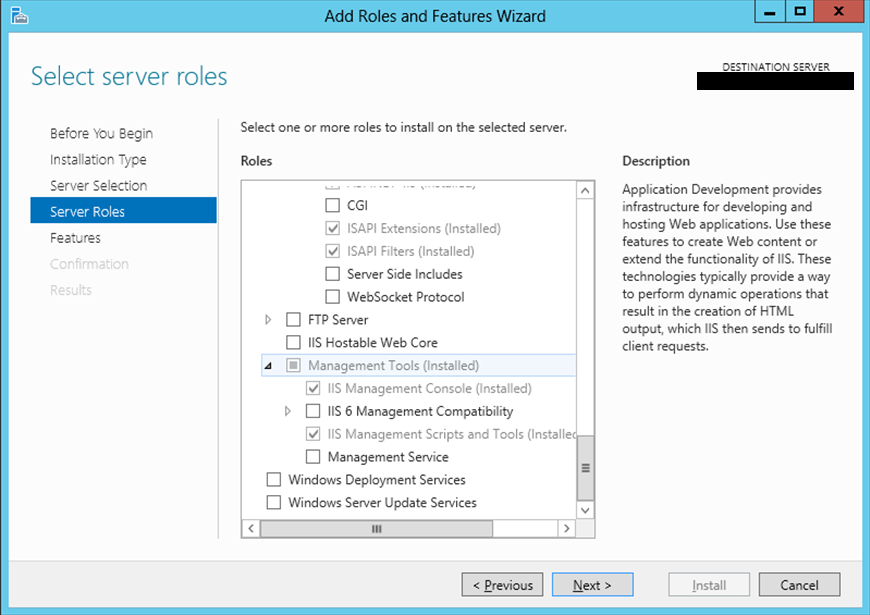 Add Roles and Features Wizard
Select server roles
DESTINATION SERVER
Before You Begin
Installation Type
Server Selection
Server Roles
Features
Confirmation
Results
Select one or more roles to install on the selected server.
Roles
CGI
ISAPI Extensions (Installed)
ISAPI Filters (Installed)
Server Side Includes
WebSocket Protocol
FTP Server
IIS Hostable Web Core
Management Tools (Installed)
IIS Management Console (Installed)
IIS 6 Management Compatibility
IIS Management Scripts and Tools (Installed
Management Service
Windows Deployment Services
Windows Server Update Services
Description
Application Development provides
infrastructure for developing and
hosting Web applications. Use these
features to create Web content or
extend the functionality of IIS. These
technologies typically provide a way
to perform dynamic operations that
result in the creation of HTML
output, which IIS then sends to fulfill
client requests.
< Previous
Next >
Install
Cancel